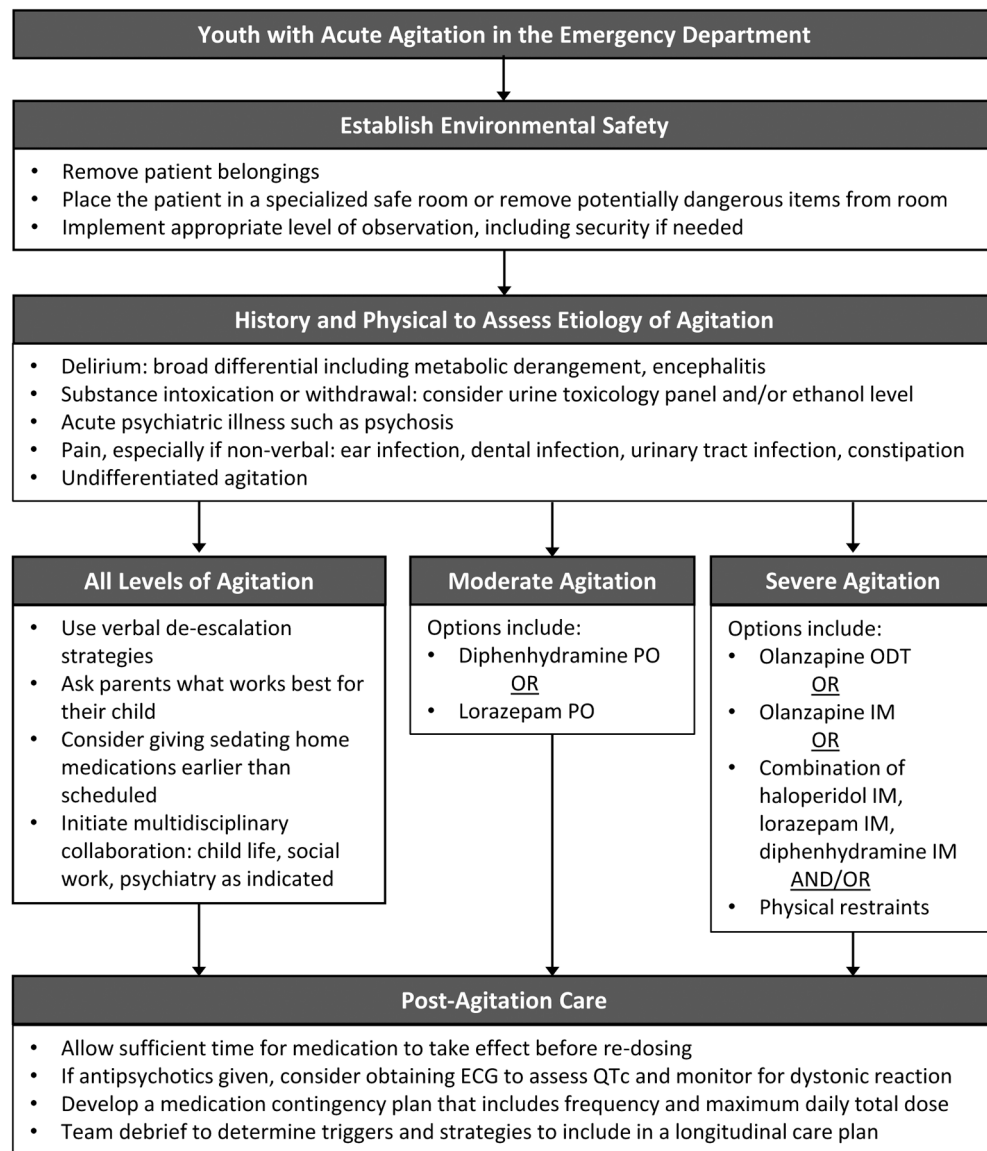 Youth with Acute Agitation in the Emergency Department
Establish Environmental Safety
• Remove patient belongings
• Place the patient in a specialized safe room or remove potentially dangerous items from room
• Implement appropriate level of observation, including security if needed
History and Physical to Assess Etiology of Agitation
• Delirium: broad differential including metabolic derangement, encephalitis
• Substance intoxication or withdrawal: consider urine toxicology panel and/or ethanol level
• Acute psychiatric illness such as psychosis
• Pain, especially if non-verbal: ear infection, dental infection, urinary tract infection, constipation
• Undifferentiated agitation
All Levels of Agitation
• Use verbal de-escalation
strategies
• Ask parents what works best for
their child
• Consider giving sedating home
medications earlier than
scheduled
• Initiate multidisciplinary
collaboration: child life, social
work, psychiatry as indicated
Moderate Agitation
Options include:
• Diphenhydramine PO
OR
• Lorazepam PO
Severe Agitation
Options include:
• Olanzapine ODT
OR
• Olanzapine IM
OR
• Combination of
haloperidol IM,
lorazepam IM,
diphenhydramine IM
AND/OR
• Physical restraints
Post-Agitation Care
• Allow sufficient time for medication to take effect before re-dosing
• If antipsychotics given, consider obtaining ECG to assess QTc and monitor for dystonic reaction
• Develop a medication contingency plan that includes frequency and maximum daily total dose
• Team debrief to determine triggers and strategies to include in a longitudinal care plan